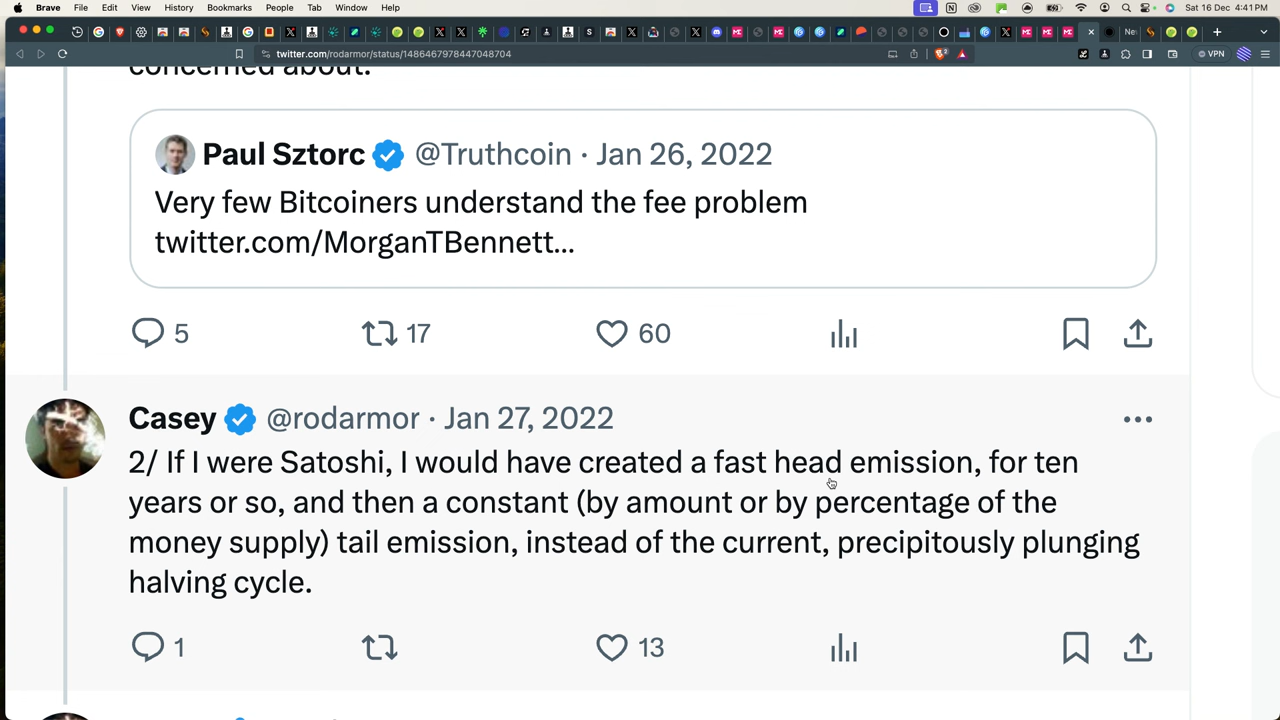 Brave File Edit View History Bookmarks People Tab Window Help Sat 16 Dec 4:41PM
Ne
twitter.com/rodarmor/status/1486467978447048704 VPN
concerned about.
Paul Sztorc @Truthcoin · Jan 26, 2022
Very few Bitcoiners understand the fee problem
twitter.com/MorganTBennett...
5 17 60
Casey @rodarmor · Jan 27, 2022
2/ If I were Satoshi, I would have created a fast head emission, for ten
years or so, and then a constant (by amount or by percentage of the
money supply) tail emission, instead of the current, precipitously plunging
halving cycle.
1 13